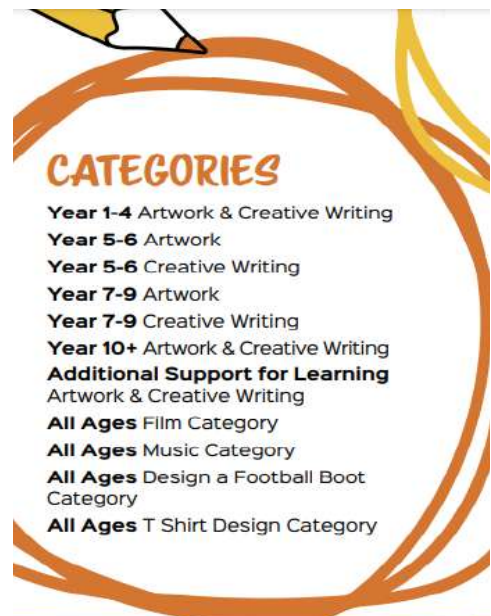 CATEGORIES
Year 1-4 Artwork & Creative Writing
Year 5-6 Artwork
Year 5-6 Creative Writing
Year 7-9 Artwork
Year 7-9 Creative Writing
Year 10+ Artwork & Creative Writing
Additional Support for Learning
Artwork & Creative Writing
All Ages Film Category
All Ages Music Category
All Ages Design a Football Boot
Category
All Ages T Shirt Design Category